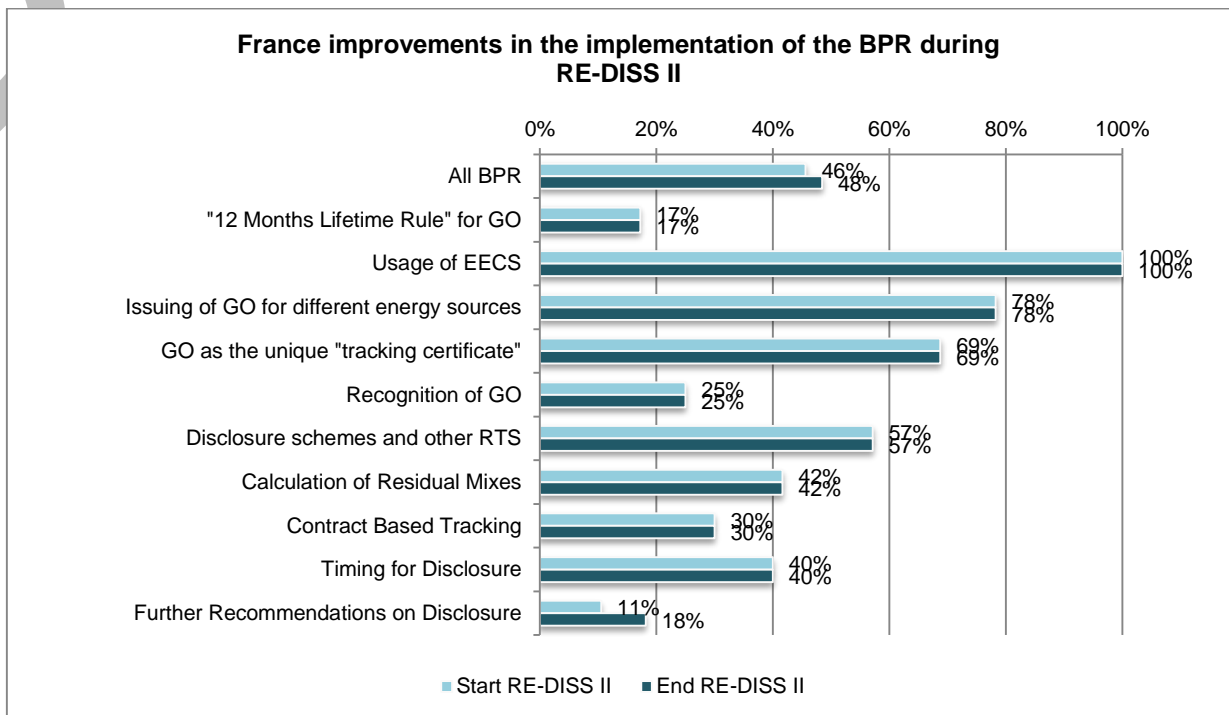 France improvements in the implementation of the BPR during
RE-DISS II
0% 20% 40% 60% 80% 100%
All BPR
46%
48%
"12 Months Lifetime Rule" for GO
17%
17%
Usage of EECS
100%
100%
Issuing of GO for different energy sources
78%
78%
GO as the unique "tracking certificate"
69%
69%
Recognition of GO
25%
25%
Disclosure schemes and other RTS
57%
57%
Calculation of Residual Mixes
42%
42%
Contract Based Tracking
30%
30%
Timing for Disclosure
40%
40%
Further Recommendations on Disclosure
11%
18%
Start RE-DISS II End RE-DISS II